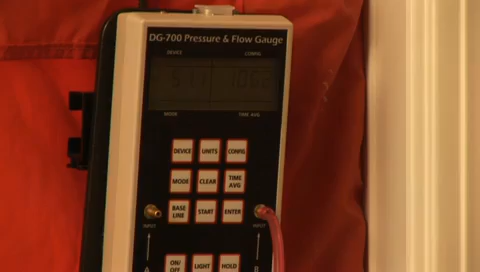 DG-700 Pressure & Flow Gauge
DEVICE CONFIG.
MODE TIME AVG.
DEVICE UNITS CONFIG
MODE CLEAR TIME AVG
BASE LINE START ENTER
INPUT INPUT
A B
ON/OFF LIGHT HOLD